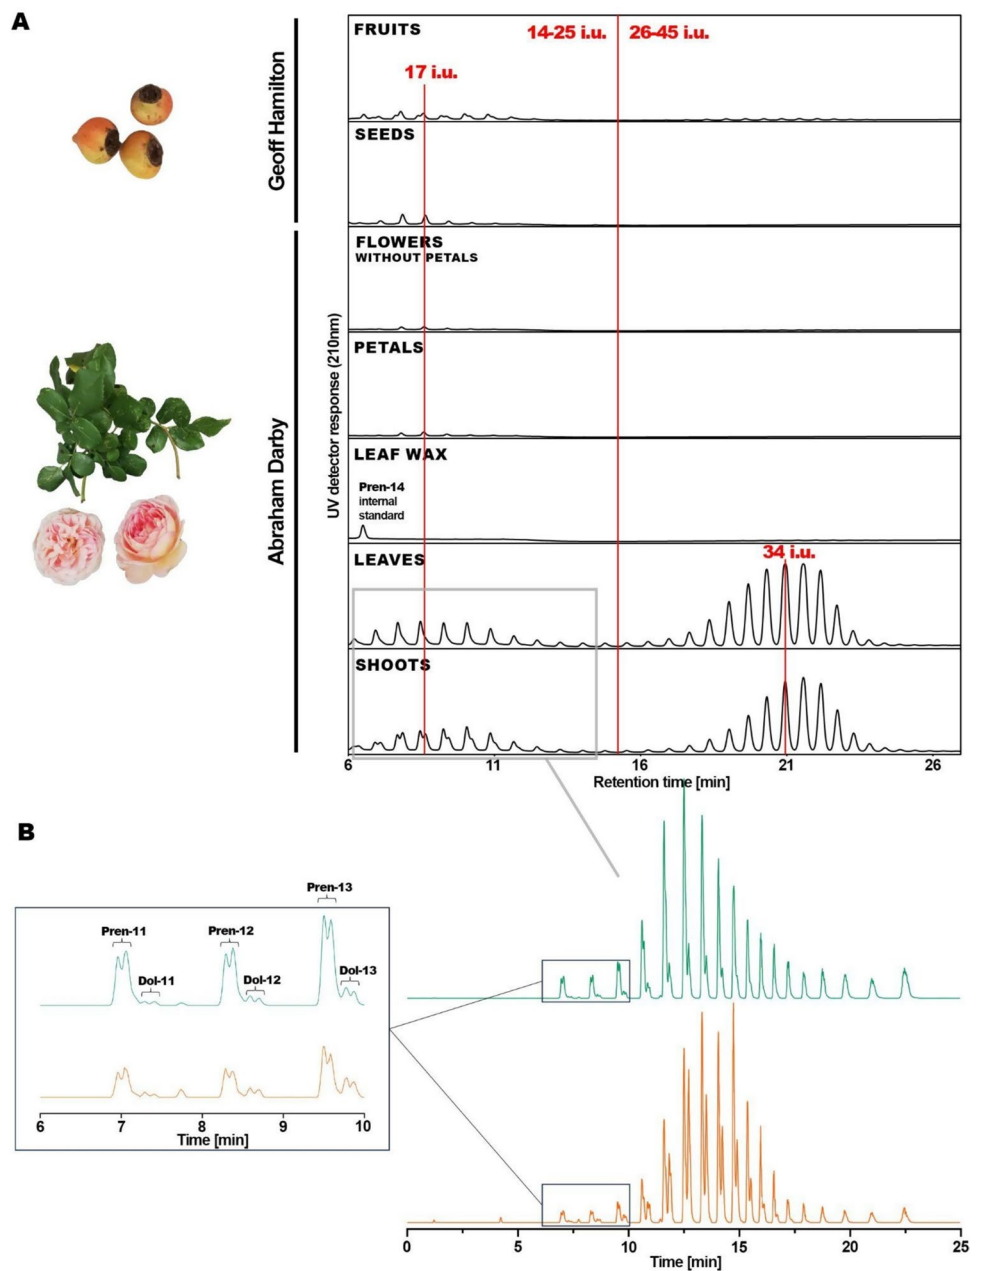 A
Geoff Hamilton
Abraham Darby
UV detector response (210nm)
FRUITS
14-25 i.u.
26-45 i.u.
17 i.u.
SEEDS
FLOWERS
WITHOUT PETALS
PETALS
LEAF WAX
Pren-14
internal
standard
LEAVES
34 i.u.
SHOOTS
6 11 16 21 26
Retention time [min]
B
Pren-13
Pren-11
Pren-12
Dol-11
Dol-12
Dol-13
6 7 8 9 10
Time [min]
0 5 10 15 20 25
Time [min]